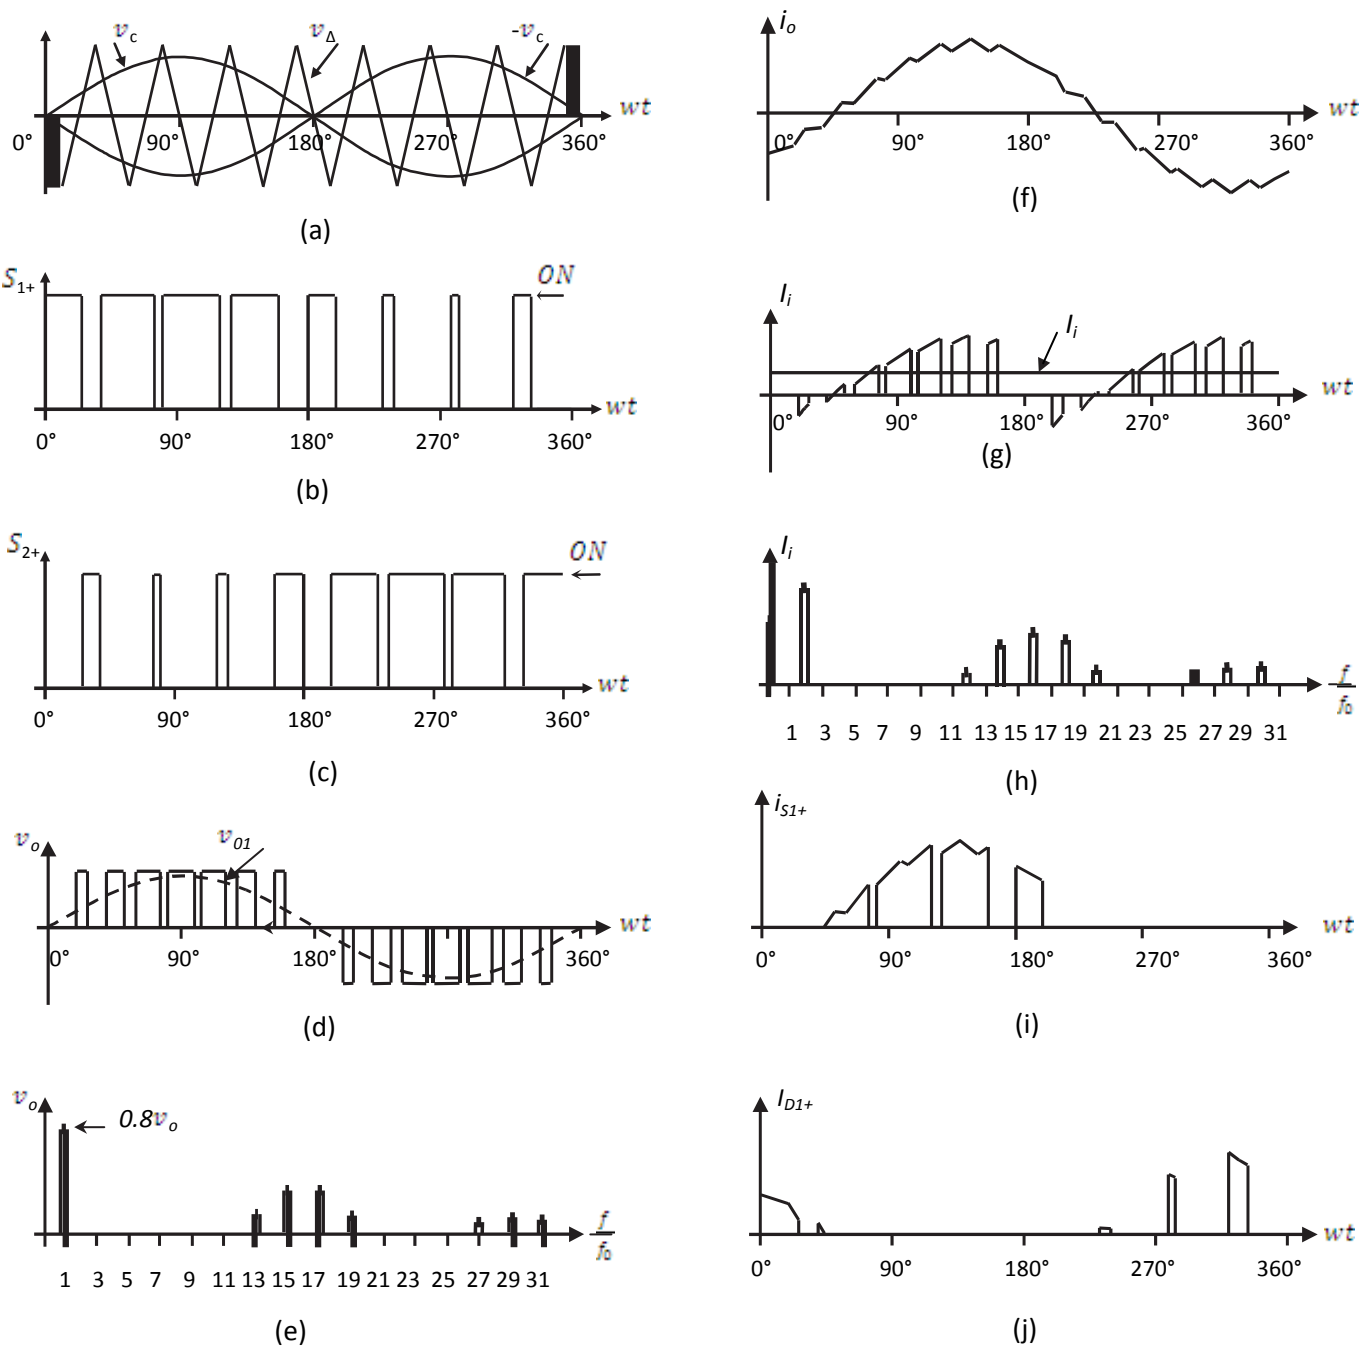 v_c v_Δ -v_c
wt
0° 90° 180° 270° 360°
(a)
S_1+ ON
wt
0° 90° 180° 270° 360°
(b)
S_2+ ON
wt
0° 90° 180° 270° 360°
(c)
v_o v_01
wt
0° 90° 180° 270° 360°
(d)
v_o 0.8v_o
f/f_0
1 3 5 7 9 11 13 15 17 19 21 23 25 27 29 31
(e)
i_o
wt
0° 90° 180° 270° 360°
(f)
I_i I_i
wt
0° 90° 180° 270° 360°
(g)
I_i
f/f_0
1 3 5 7 9 11 13 15 17 19 21 23 25 27 29 31
(h)
i_S1+
wt
0° 90° 180° 270° 360°
(i)
I_D1+
wt
0° 90° 180° 270° 360°
(j)